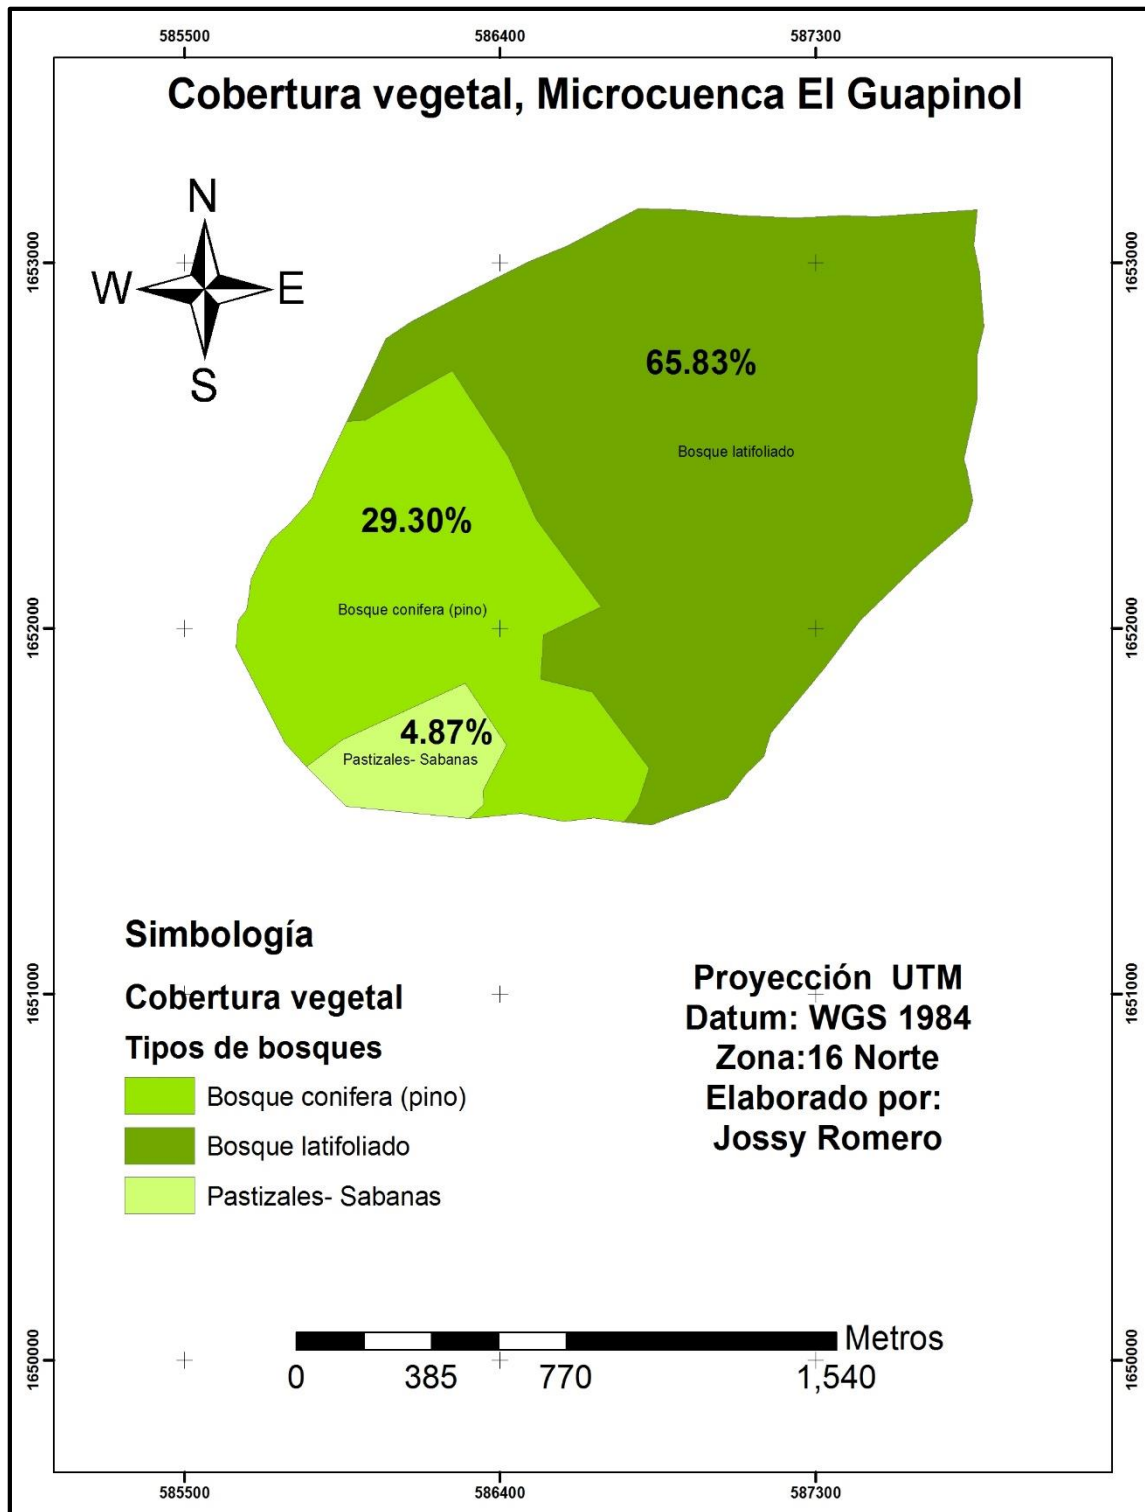 585500 586400 587300
Cobertura vegetal, Microcuenca El Guapinol
N
W E
S
1653000 1653000
65.83%
Bosque latifoliado
29.30%
Bosque conifera (pino)
1652000 1652000
4.87%
Pastizales- Sabanas
Simbología
Cobertura vegetal
Tipos de bosques
Bosque conifera (pino)
Bosque latifoliado
Pastizales- Sabanas
1651000 1651000
Proyección UTM
Datum: WGS 1984
Zona:16 Norte
Elaborado por:
Jossy Romero
Metros
0 385 770 1,540
1650000 1650000
585500 586400 587300